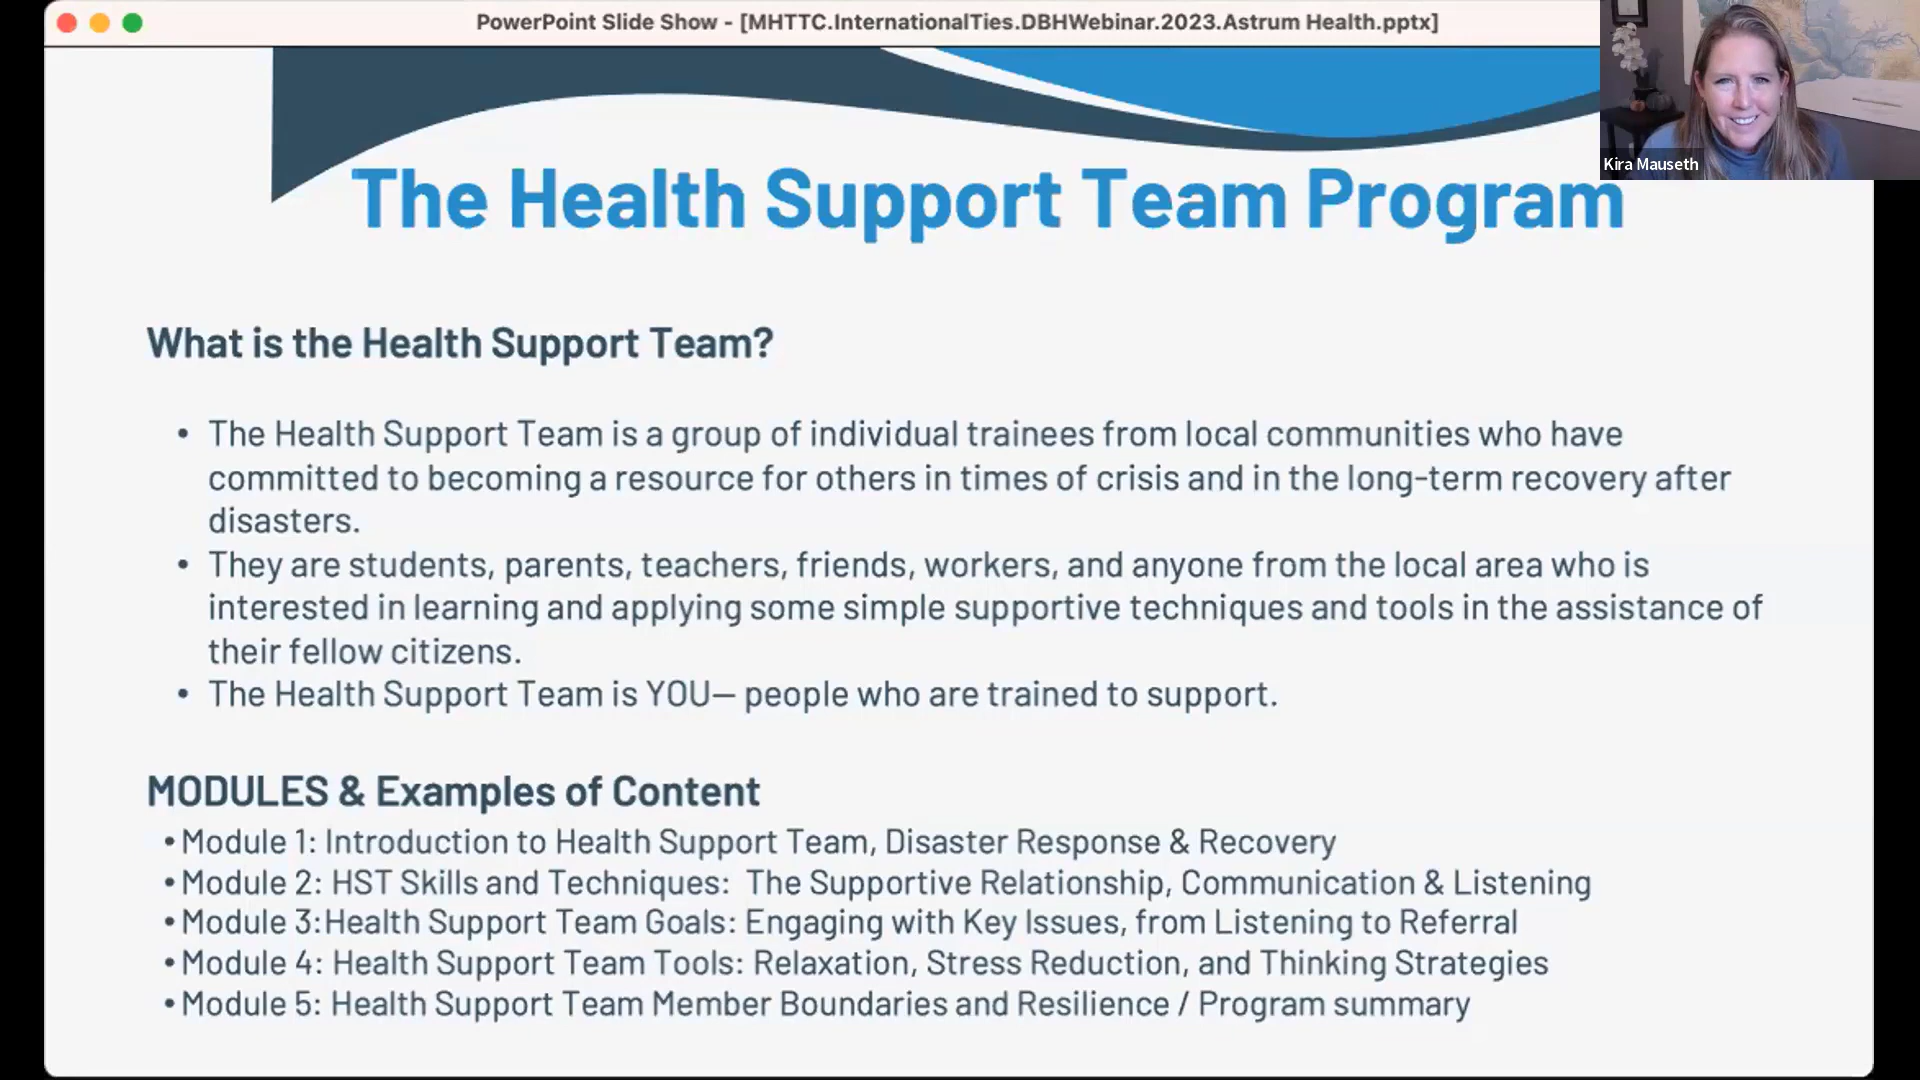 PowerPoint Slide Show - [MHTTC.InternationalTies.DBHWebinar.2023.Astrum Health.pptx]
Kira Mauseth
The Health Support Team Program
What is the Health Support Team?
• The Health Support Team is a group of individual trainees from local communities who have
committed to becoming a resource for others in times of crisis and in the long-term recovery after
disasters.
• They are students, parents, teachers, friends, workers, and anyone from the local area who is
interested in learning and applying some simple supportive techniques and tools in the assistance of
their fellow citizens.
• The Health Support Team is YOU— people who are trained to support.
MODULES & Examples of Content
• Module 1: Introduction to Health Support Team, Disaster Response & Recovery
• Module 2: HST Skills and Techniques:  The Supportive Relationship, Communication & Listening
• Module 3:Health Support Team Goals: Engaging with Key Issues, from Listening to Referral
• Module 4: Health Support Team Tools: Relaxation, Stress Reduction, and Thinking Strategies
• Module 5: Health Support Team Member Boundaries and Resilience / Program summary